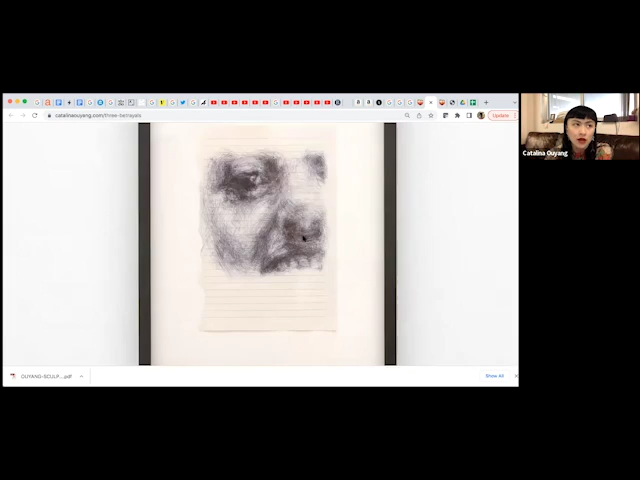 catalinaouyang.com/three-betrayals
Update
Catalina Ouyang
OUYANG-SCULP....pdf
Show All